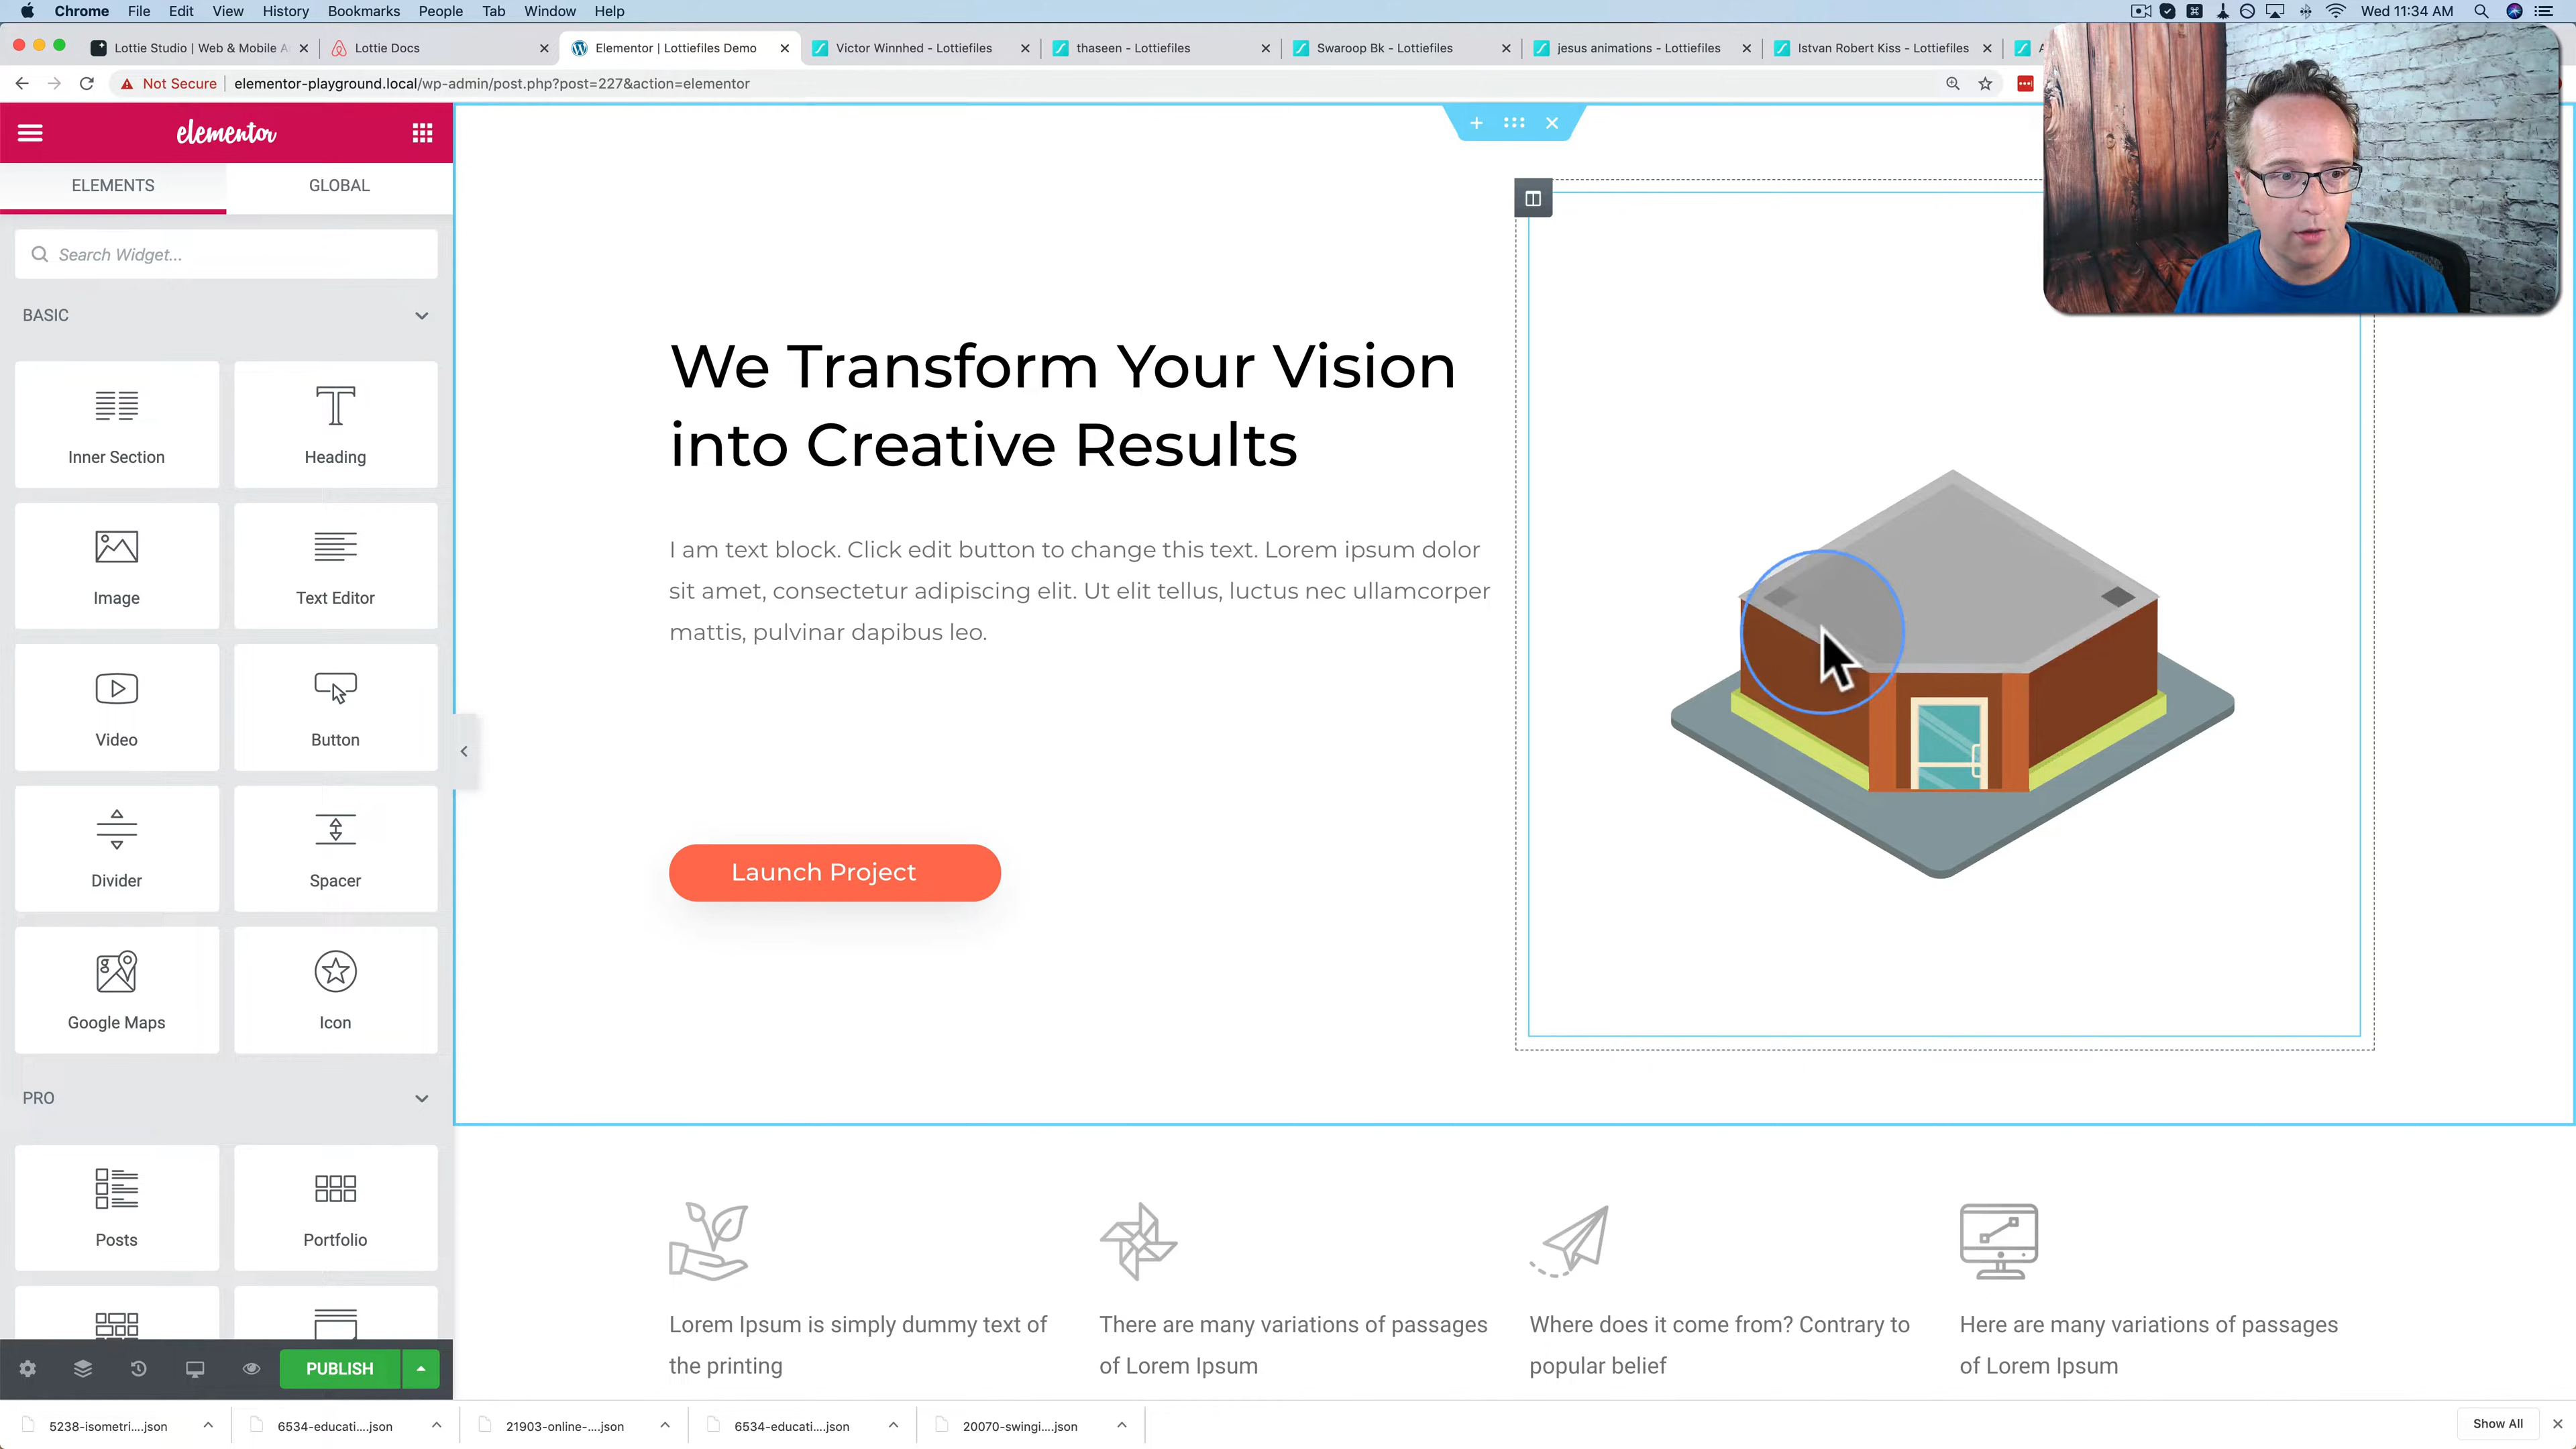 Chrome File Edit View History Bookmarks People Tab Window Help Wed 11:34 AM
Lottie Studio | Web & Mobile A
Lottie Docs
Elementor | Lottiefiles Demo
Victor Winnhed - Lottiefiles
thaseen - Lottiefiles
Swaroop Bk - Lottiefiles
jesus animations - Lottiefiles
Istvan Robert Kiss - Lottiefiles
Not Secure elementor-playground.local/wp-admin/post.php?post=227&action=elementor
elementor
ELEMENTS GLOBAL
Search Widget...
BASIC
Inner Section Heading
Image Text Editor
Video Button
Divider Spacer
Google Maps Icon
PRO
Posts Portfolio
PUBLISH
We Transform Your Vision
into Creative Results
I am text block. Click edit button to change this text. Lorem ipsum dolor
sit amet, consectetur adipiscing elit. Ut elit tellus, luctus nec ullamcorper
mattis, pulvinar dapibus leo.
Launch Project
Lorem Ipsum is simply dummy text of
the printing
There are many variations of passages
of Lorem Ipsum
Where does it come from? Contrary to
popular belief
Here are many variations of passages
of Lorem Ipsum
5238-isometri....json
6534-educati....json
21903-online-....json
6534-educati....json
20070-swingi....json
Show All